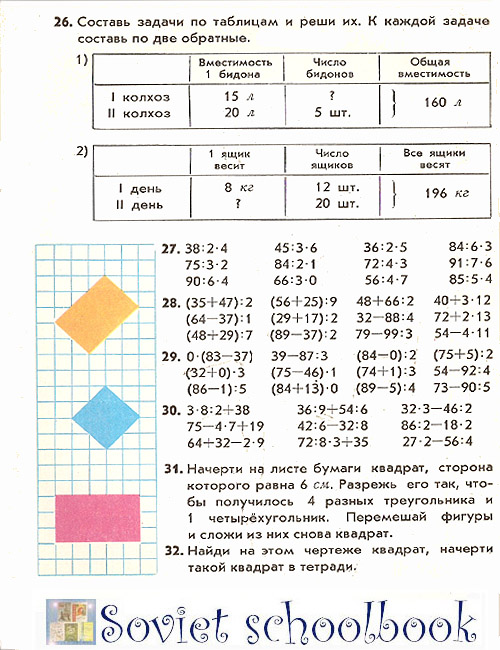 26. Составь задачи по таблицам и реши их. К каждой задаче
составь по две обратные.
1) Вместимость 1 бидона Число бидонов Общая вместимость
I колхоз 15 л ? 160 л
II колхоз 20 л 5 шт.
2) 1 ящик весит Число ящиков Все ящики весят
I день 8 кг 12 шт. 196 кг
II день ? 20 шт.
27. 38:2·4 45:3·6 36:2·5 84:6·3
75:3·2 84:2·1 72:4·3 91:7·6
90:6·4 66:3·0 56:4·7 85:5·4
28. (35+47):2 (56+25):9 48+66:2 40+3·12
(64—37):1 (29+17):2 32—88:4 72+2·13
(48+29):7 (89—37):2 79—99:3 54—4·11
29. 0·(83—37) 39—87:3 (84—0):2 (75+5):2
(32+0)·3 (75—46)·1 (74+1):3 54—92:4
(86—1):5 (84+13)·0 (89—5):4 73—90:5
30. 3·8:2+38 36:9+54:6 32·3—46:2
75—4·7+19 42:6—32:8 86:2—18·2
64+32—2·9 72:8·3+35 27·2—56:4
31. Начерти на листе бумаги квадрат, сторона
которого равна 6 см. Разрежь его так, что-
бы получилось 4 разных треугольника и
1 четырёхугольник. Перемешай фигуры
и сложи из них снова квадрат.
32. Найди на этом чертеже квадрат, начерти
такой квадрат в тетради.
Soviet schoolbook